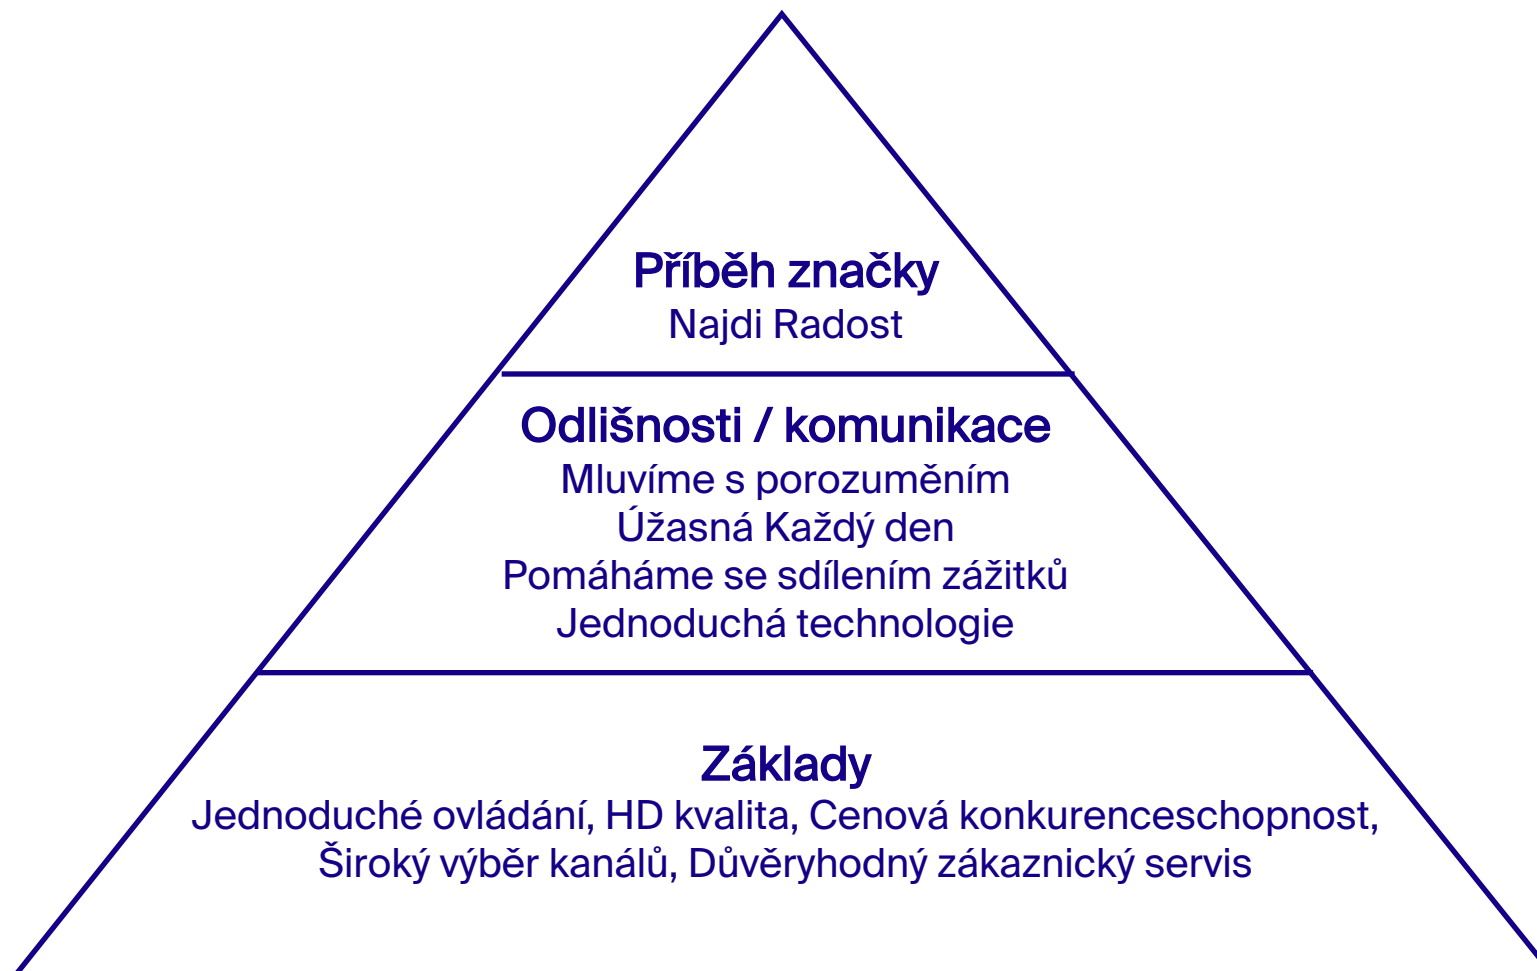 Příběh značky
Najdi Radost
Odlišnosti / komunikace
Mluvíme s porozuměním
Úžasná Každý den
Pomáháme se sdílením zážitků
Jednoduchá technologie
Základy
Jednoduché ovládání, HD kvalita, Cenová konkurenceschopnost,
Široký výběr kanálů, Důvěryhodný zákaznický servis